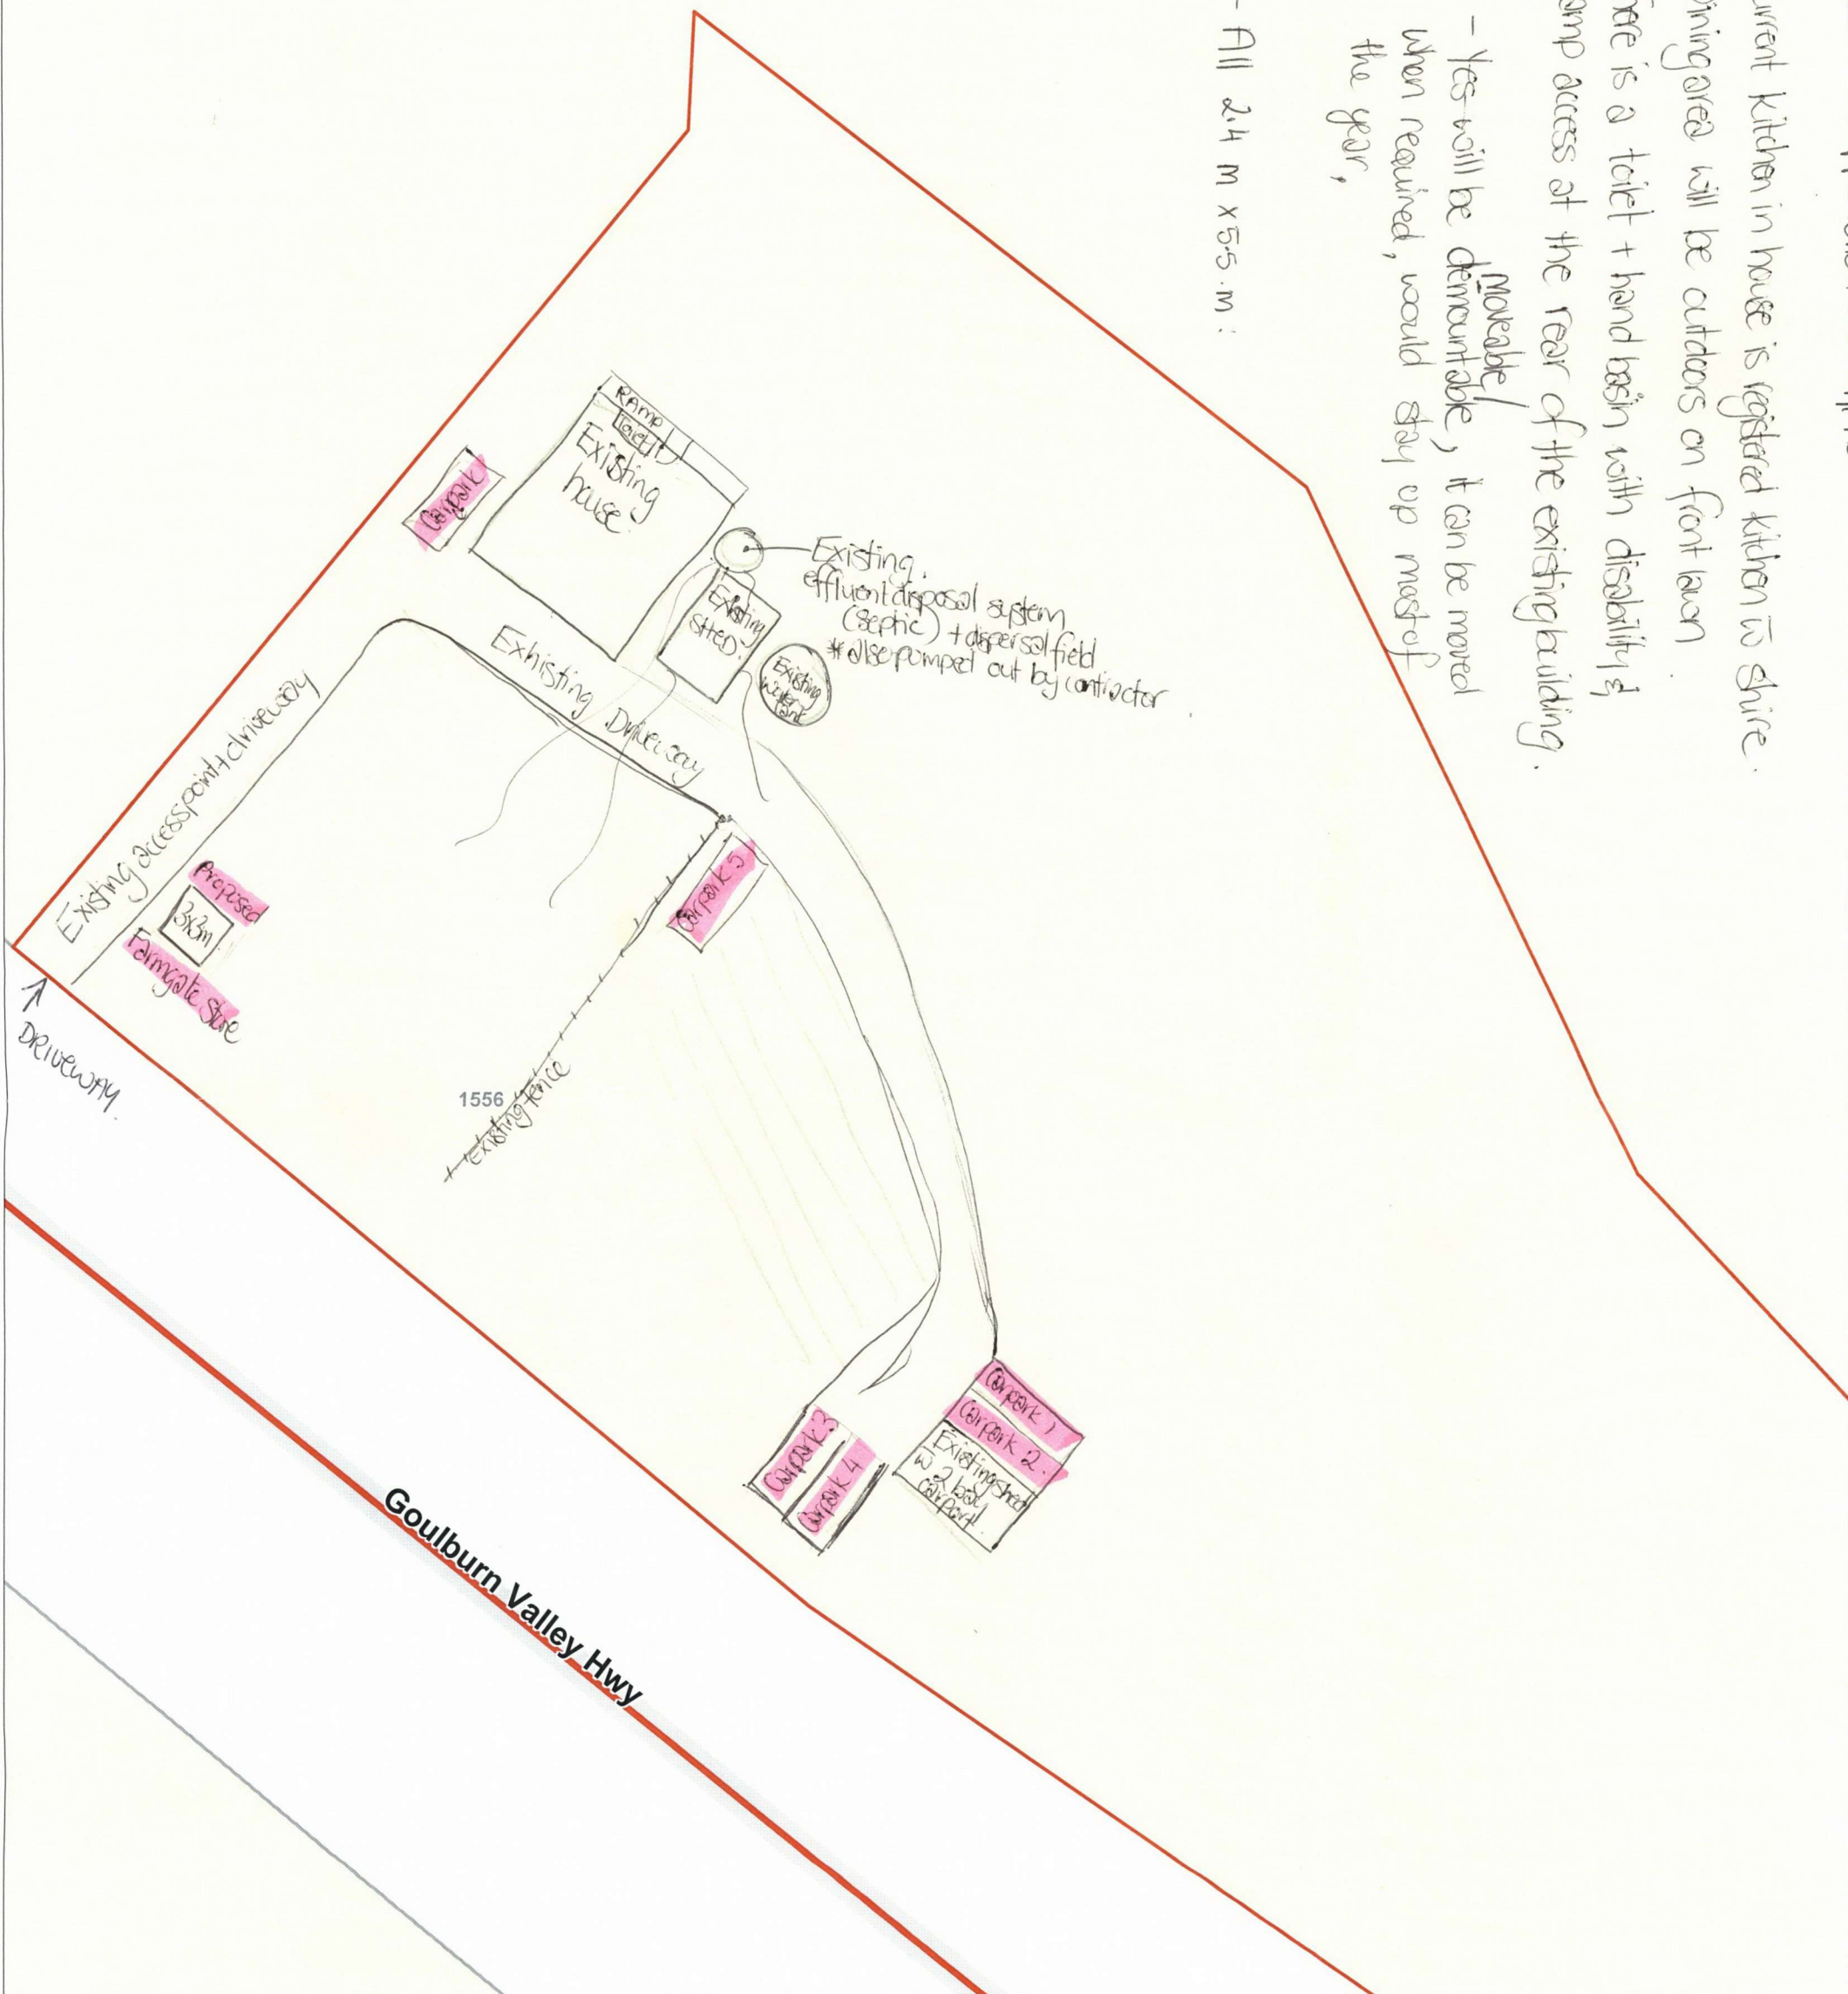 urrent kitchen in house is registered kitchen w shire.
ining area will be outdoors on front lawn
here is a toilet + hand basin with disability &
amp access at the rear of the existing building.
moveable/
- Yes will be demountable, it can be moved
when required, would stay up most of
the year,
- All 2.4 m x 5.5 m.
RAMP
Toilet
Existing
house.
Carpark
Existing.
effluent disposal system
(septic) + dispersal field
* also pumped out by contractor
Existing
SHED.
Existing
water
tank
Exhisting Driveway
Existing access point + driveway
Proposed
3x3m
Farmgate Store
DRIVEWAY.
Carpark 5
1556
Existing fence
Carpark 1
Carpark 2.
Existing shed
w 2 bay
carport.
Carpark 3
Carpark 4
Goulburn Valley Hwy